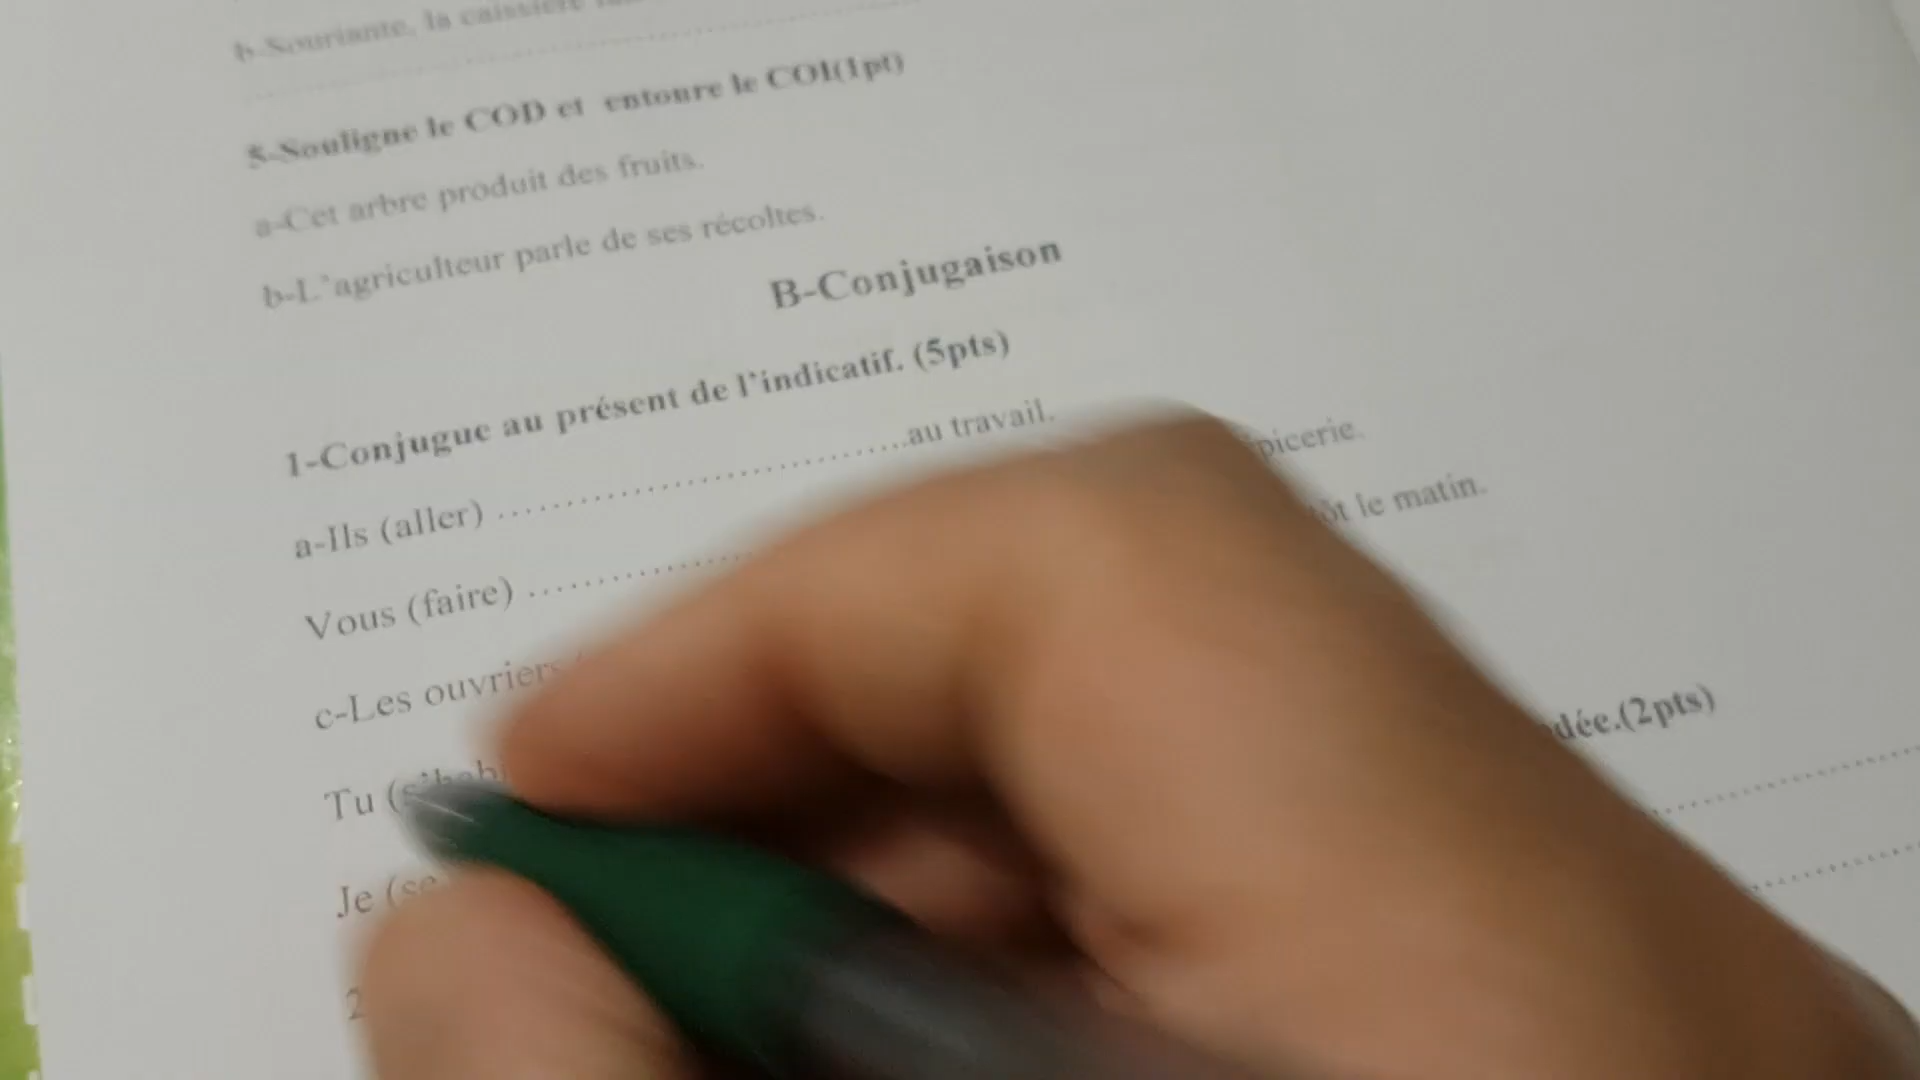 b-Souriante, la caissière
5-Souligne le COD et entoure le COI(1pt)
a-Cet arbre produit des fruits.
b-L'agriculteur parle de ses récoltes.
B-Conjugaison
1-Conjugue au présent de l'indicatif. (5pts)
a-Ils (aller) ........................................au travail.
Vous (faire) ......................
c-Les ouvriers tôt le matin.
Tu
Je (se
2 (2pts)